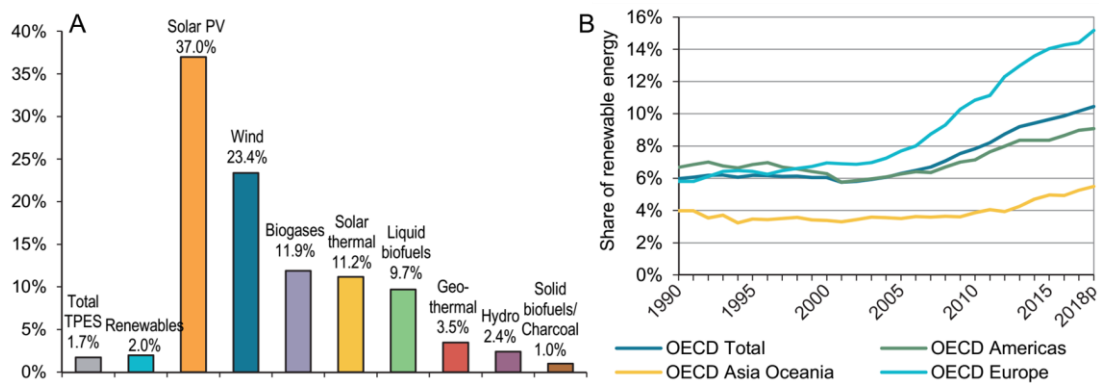 A
40%
35%
30%
25%
20%
15%
10%
5%
0%
Total
TPES
1.7%
Renewables
2.0%
Solar PV
37.0%
Wind
23.4%
Biogases
11.9%
Solar
thermal
11.2%
Liquid
biofuels
9.7%
Geo-
thermal
3.5%
Hydro
2.4%
Solid
biofuels/
Charcoal
1.0%
B
Share of renewable energy
16%
14%
12%
10%
8%
6%
4%
2%
0%
1990
1995
2000
2005
2010
2015
2018p
OECD Total
OECD Americas
OECD Asia Oceania
OECD Europe